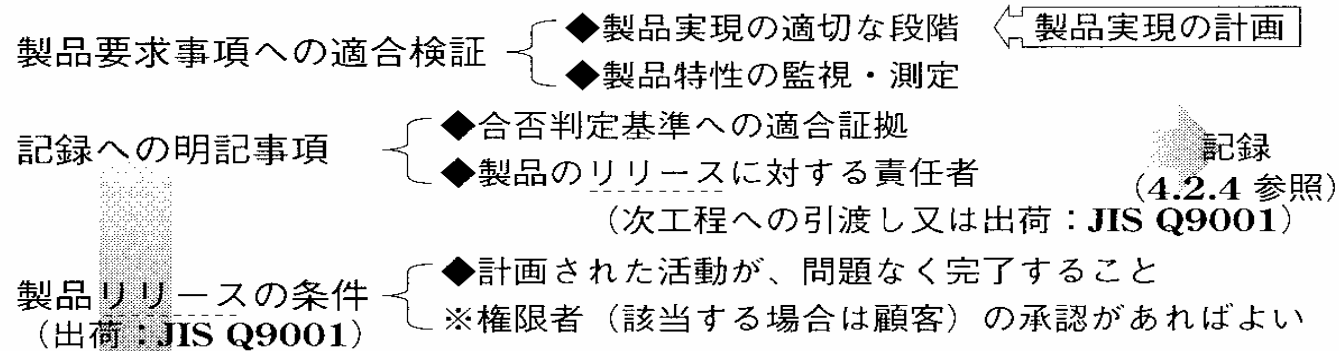 製品要求事項への適合検証
◆製品実現の適切な段階
製品実現の計画
◆製品特性の監視・測定
記録への明記事項
◆合否判定基準への適合証拠
◆製品のリリースに対する責任者
（次工程への引渡し又は出荷：JIS Q9001）
記録
（4.2.4 参照）
製品リリースの条件
（出荷：JIS Q9001）
◆計画された活動が、問題なく完了すること
※権限者（該当する場合は顧客）の承認があればよい